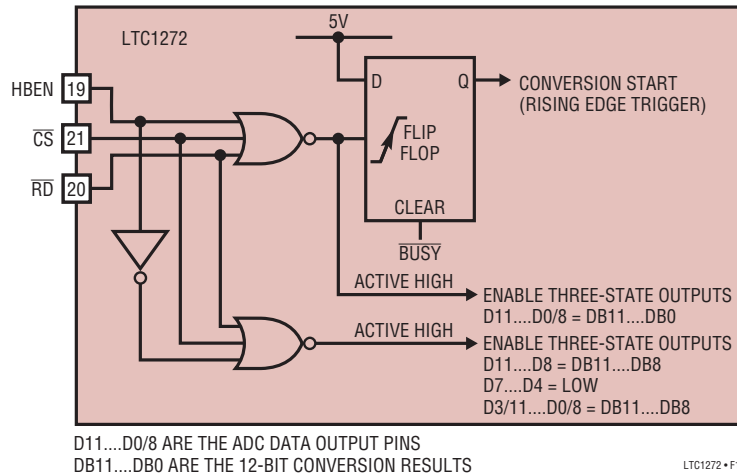 LTC1272
5V
HBEN 19
CS 21
RD 20
D
Q
CONVERSION START
(RISING EDGE TRIGGER)
FLIP
FLOP
CLEAR
BUSY
ACTIVE HIGH
ENABLE THREE-STATE OUTPUTS
D11....D0/8 = DB11....DB0
ACTIVE HIGH
ENABLE THREE-STATE OUTPUTS
D11....D8 = DB11....DB8
D7....D4 = LOW
D3/11....D0/8 = DB11....DB8
D11....D0/8 ARE THE ADC DATA OUTPUT PINS
DB11....DB0 ARE THE 12-BIT CONVERSION RESULTS
LTC1272 •